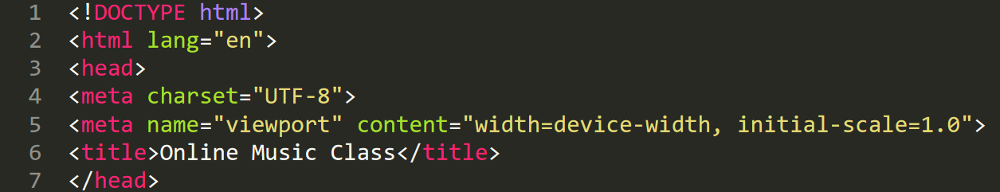 1 <!DOCTYPE html>
2 <html lang="en">
3 <head>
4 <meta charset="UTF-8">
5 <meta name="viewport" content="width=device-width, initial-scale=1.0">
6 <title>Online Music Class</title>
7 </head>